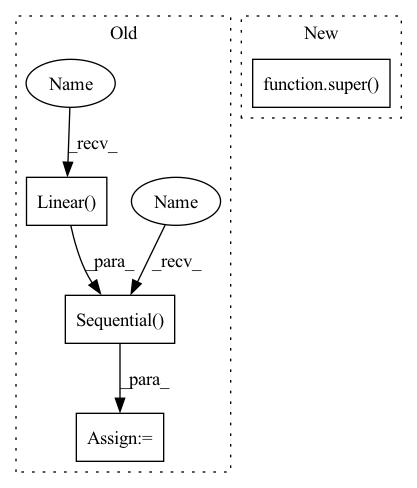 Old
New
Name
function.super()
_recv_
Linear()
Name
_para_
_recv_
Sequential()
_para_
Assign:=